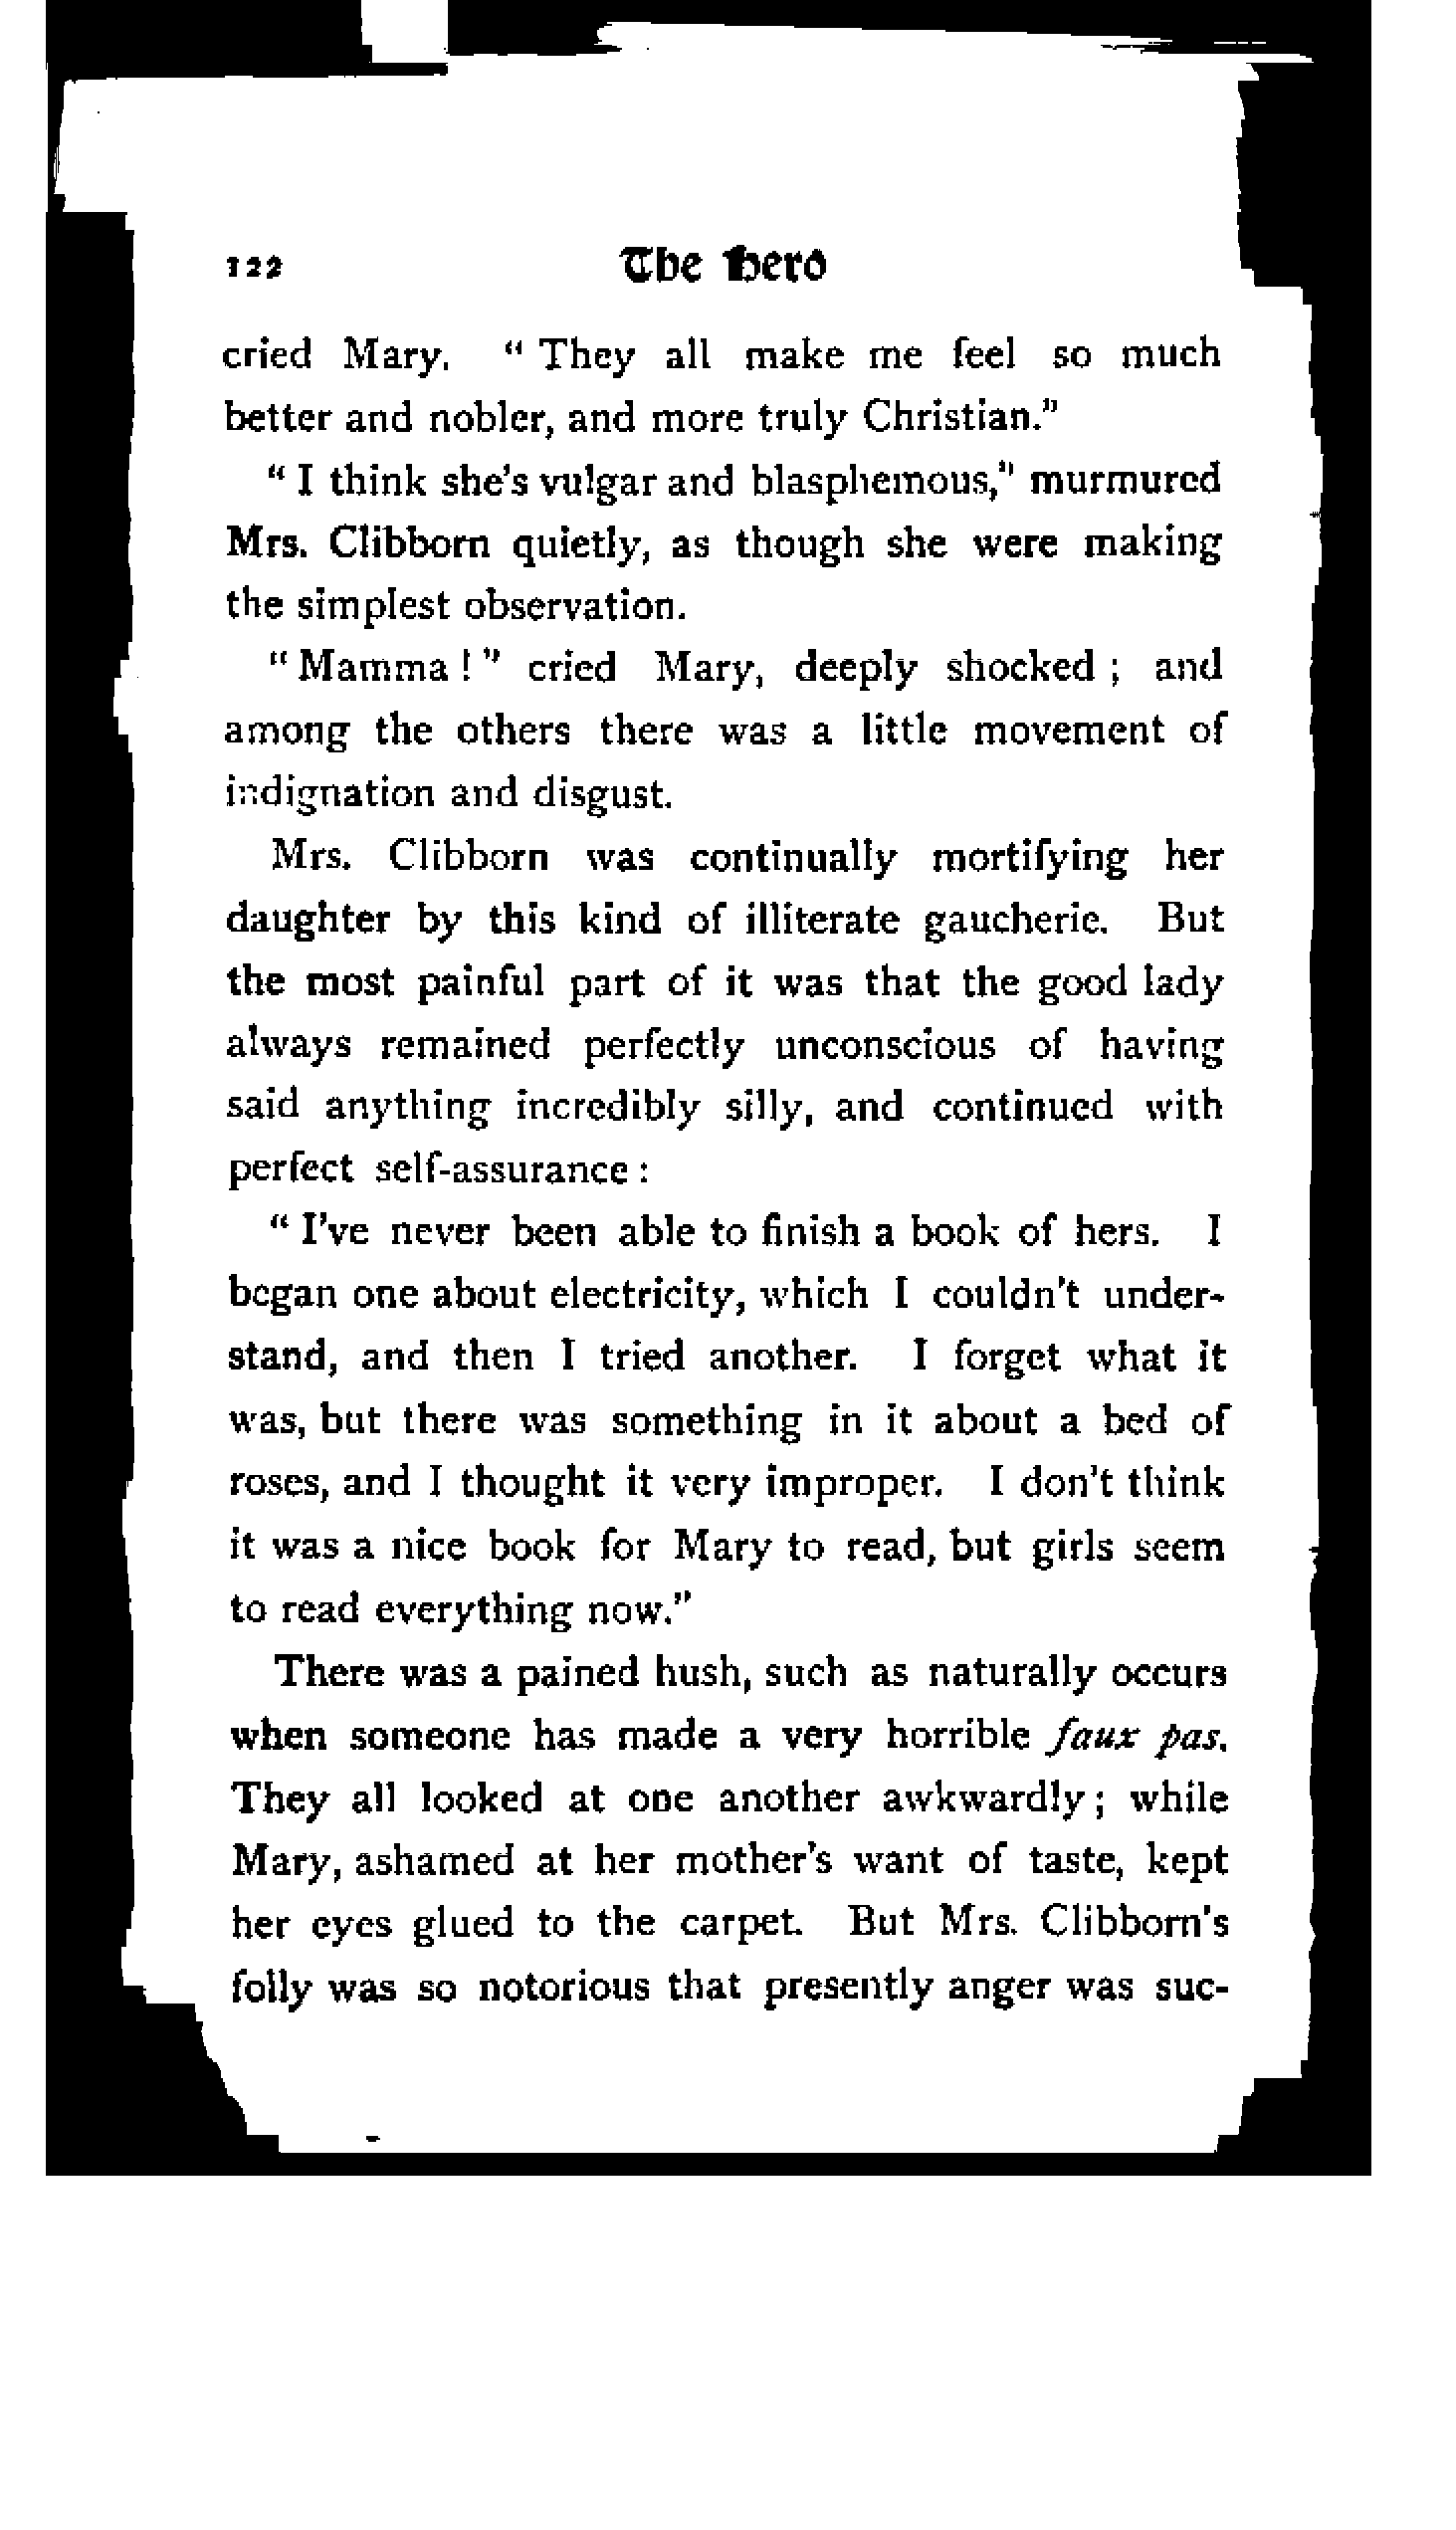 122 The Hero
cried Mary. “They all make me feel so much
better and nobler, and more truly Christian.”
“I think she's vulgar and blasphemous,” murmured
Mrs. Clibborn quietly, as though she were making
the simplest observation.
“Mamma!” cried Mary, deeply shocked; and
among the others there was a little movement of
indignation and disgust.
Mrs. Clibborn was continually mortifying her
daughter by this kind of illiterate gaucherie. But
the most painful part of it was that the good lady
always remained perfectly unconscious of having
said anything incredibly silly, and continued with
perfect self-assurance:
“I've never been able to finish a book of hers. I
began one about electricity, which I couldn't under-
stand, and then I tried another. I forget what it
was, but there was something in it about a bed of
roses, and I thought it very improper. I don't think
it was a nice book for Mary to read, but girls seem
to read everything now.”
There was a pained hush, such as naturally occurs
when someone has made a very horrible faux pas.
They all looked at one another awkwardly; while
Mary, ashamed at her mother's want of taste, kept
her eyes glued to the carpet. But Mrs. Clibborn's
folly was so notorious that presently anger was suc-